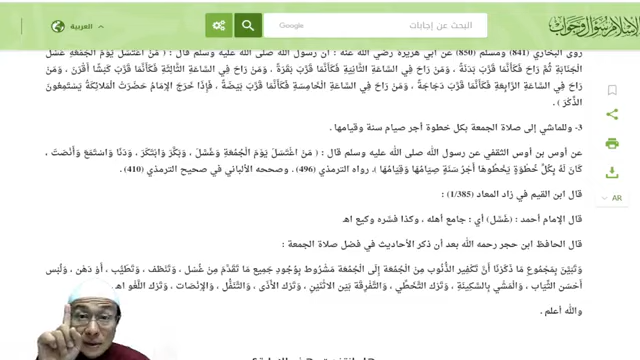 الإسلام سؤال وجواب
البحث عن إجابات
Google
العربية
روى البخاري (841) ومسلم (850) عن أبي هريرة رضي الله عنه : أن رسول الله صلى الله عليه وسلم قال : ( مَنْ اغْتَسَلَ يَوْمَ الْجُمُعَةِ غُسْلَ
الْجَنَابَةِ ثُمَّ رَاحَ فَكَأَنَّمَا قَرَّبَ بَدَنَةً ، وَمَنْ رَاحَ فِي السَّاعَةِ الثَّانِيَةِ فَكَأَنَّمَا قَرَّبَ بَقَرَةً ، وَمَنْ رَاحَ فِي السَّاعَةِ الثَّالِثَةِ فَكَأَنَّمَا قَرَّبَ كَبْشًا أَقْرَنَ ، وَمَنْ
رَاحَ فِي السَّاعَةِ الرَّابِعَةِ فَكَأَنَّمَا قَرَّبَ دَجَاجَةً ، وَمَنْ رَاحَ فِي السَّاعَةِ الْخَامِسَةِ فَكَأَنَّمَا قَرَّبَ بَيْضَةً ، فَإِذَا خَرَجَ الإِمَامُ حَضَرَتْ الْمَلائِكَةُ يَسْتَمِعُونَ
الذِّكْرَ ) .
3- وللماشي إلى صلاة الجمعة بكل خطوة أجر صيام سنة وقيامها .
عن أوس بن أوس الثقفي عن رسول الله صلى الله عليه وسلم قال : ( مَنْ اغْتَسَلَ يَوْمَ الْجُمُعَةِ وَغَسَّلَ ، وَبَكَّرَ وَابْتَكَرَ ، وَدَنَا وَاسْتَمَعَ وَأَنْصَتَ ،
كَانَ لَهُ بِكُلِّ خُطْوَةٍ يَخْطُوهَا أَجْرُ سَنَةٍ صِيَامُهَا وَقِيَامُهَا ). رواه الترمذي (496) . وصححه الألباني في صحيح الترمذي (410) .
قال ابن القيم في زاد المعاد (1/385) :
قال الإمام أحمد : (غَسَّل) أي : جامع أهله ، وكذا فسَّره وكيع اهـ
قال الحافظ ابن حجر رحمه الله بعد أن ذكر الأحاديث في فضل صلاة الجمعة :
وَتَبَيَّنَ بِمَجْمُوعِ مَا ذَكَرْنَا أَنَّ تَكْفِير الذُّنُوب مِنْ الْجُمُعَة إِلَى الْجُمُعَة مَشْرُوط بِوُجُودِ جَمِيع مَا تَقَدَّمَ مِنْ غُسْل ، وَتَنْظِف ، وَتَطَيُّب ، أَوْ دَهْن ، وَلُبْس
أَحْسَن الثِّيَاب ، وَالْمَشْي بِالسَّكِينَةِ ، وَتَرْك التَّخَطِّي ، وَالتَّفْرِقَة بَيْن الاثْنَيْنِ ، وَتَرْك الأَذَى ، وَالتَّنَفُّل ، وَالإِنْصَات ، وَتَرْك اللَّغْو اهـ .
والله أعلم .
AR